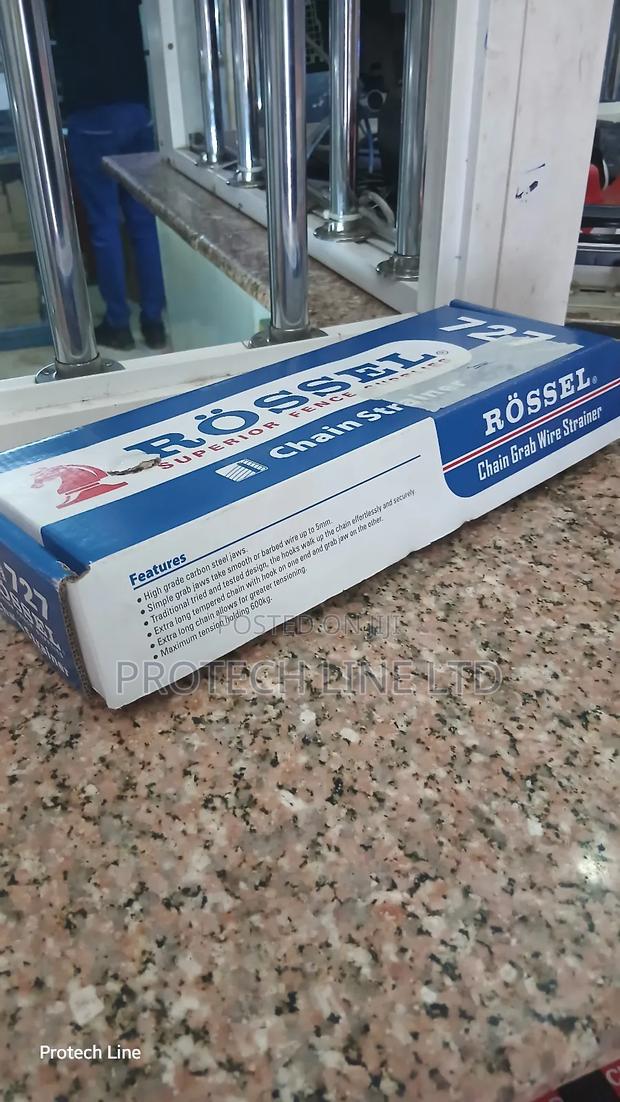 727
RÖSSEL®
SUPERIOR FENCE SUPPLIES
Chain Strainer
RÖSSEL®
Chain Grab Wire Strainer
Features
• High grade carbon steel jaws.
• Simple grab jaws take smooth or barbed wire up to 5mm.
• Traditional tried and tested design, the hooks walk up the chain effortlessly and securely.
• Extra long tempered chain with hook on one end and grab jaw on the other.
• Extra long chain allows for greater tensioning.
• Maximum tension/holding 600kg.
727
RÖSSEL
POSTED ON JIJI
PROTECH LINE LTD
Protech Line